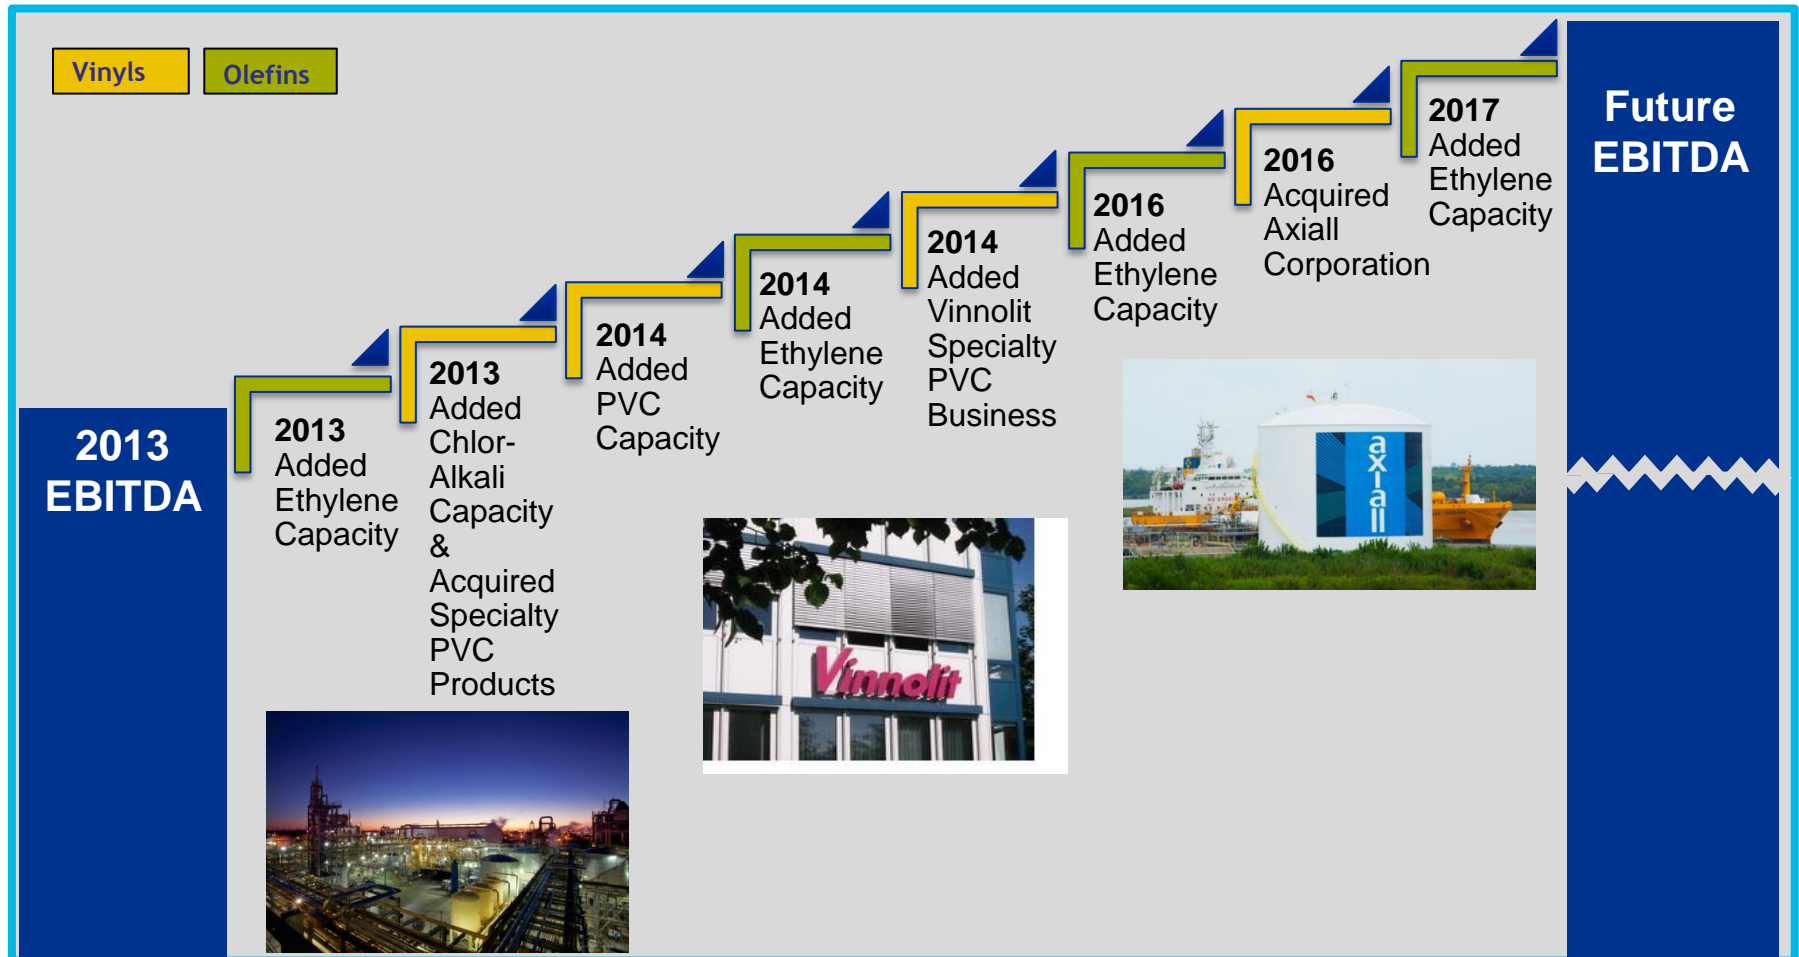 Vinyls
Olefins
2013
EBITDA
2013
Added
Ethylene
Capacity
2013
Added
Chlor-
Alkali
Capacity
&
Acquired
Specialty
PVC
Products
2014
Added
PVC
Capacity
2014
Added
Ethylene
Capacity
2014
Added
Vinnolit
Specialty
PVC
Business
2016
Added
Ethylene
Capacity
2016
Acquired
Axiall
Corporation
2017
Added
Ethylene
Capacity
Future
EBITDA
Vinnolit
axiall